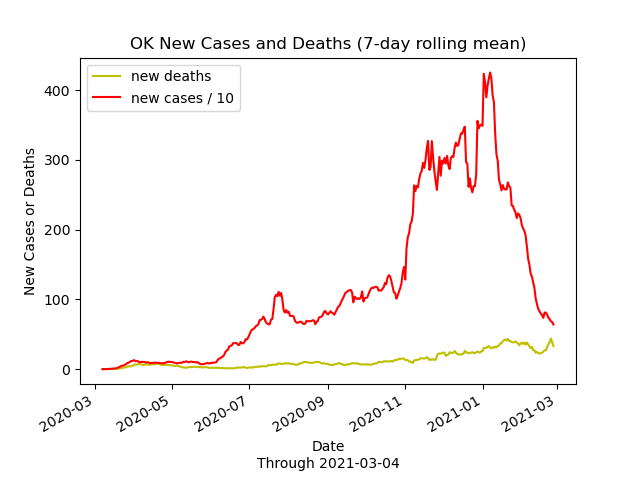 OK New Cases and Deaths (7-day rolling mean)
new deaths
new cases / 10
400
300
200
100
0
New Cases or Deaths
2020-03
2020-05
2020-07
2020-09
2020-11
2021-01
2021-03
Date
Through 2021-03-04